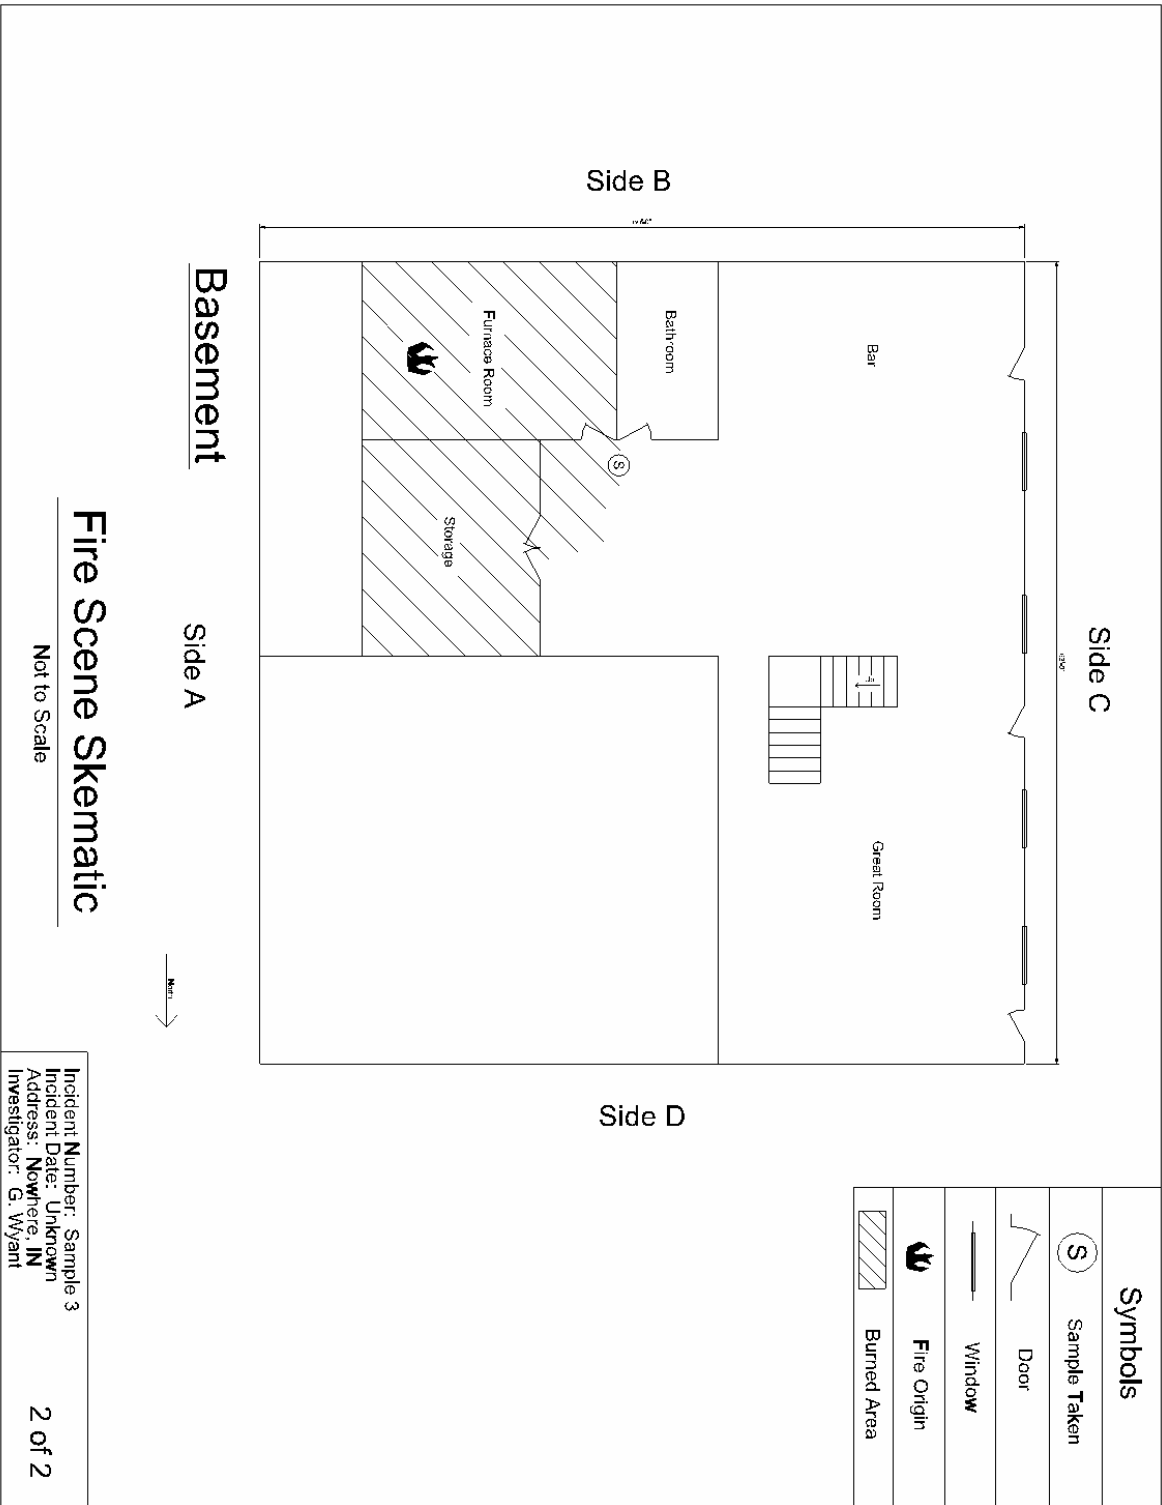 Side C
Bar
Great Room
Bathroom
Side B
Side D
Furnace Room
S
Storage
Side A
Basement
North
Fire Scene Skematic
Not to Scale
Symbols
S Sample Taken
Door
Window
Fire Origin
Burned Area
Incident Number: Sample 3
Incident Date: Unknown
Address: Nowhere, IN
Investigator: G. Wyant
2 of 2